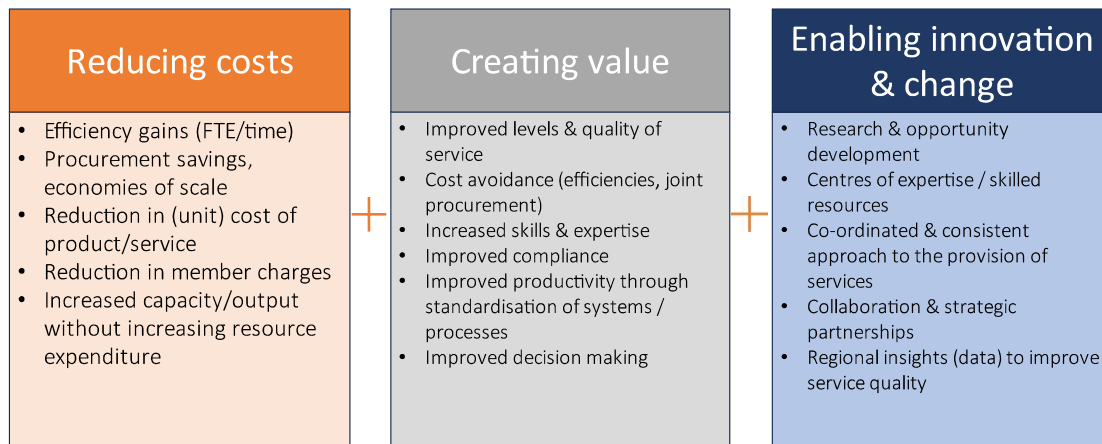 Reducing costs
• Efficiency gains (FTE/time)
• Procurement savings,
economies of scale
• Reduction in (unit) cost of
product/service
• Reduction in member charges
• Increased capacity/output
without increasing resource
expenditure
+
Creating value
• Improved levels & quality of
service
• Cost avoidance (efficiencies, joint
procurement)
• Increased skills & expertise
• Improved compliance
• Improved productivity through
standardisation of systems /
processes
• Improved decision making
+
Enabling innovation
& change
• Research & opportunity
development
• Centres of expertise / skilled
resources
• Co-ordinated & consistent
approach to the provision of
services
• Collaboration & strategic
partnerships
• Regional insights (data) to improve
service quality